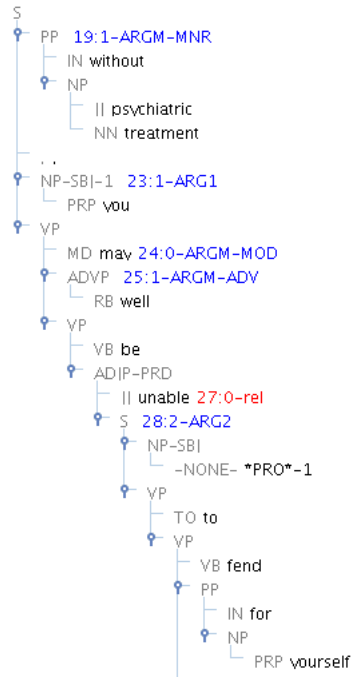 S
PP 19:1-ARGM-MNR
IN without
NP
JJ psychiatric
NN treatment
, ,
NP-SBJ-1 23:1-ARG1
PRP you
VP
MD may 24:0-ARGM-MOD
ADVP 25:1-ARGM-ADV
RB well
VP
VB be
ADJP-PRD
JJ unable 27:0-rel
S 28:2-ARG2
NP-SBJ
-NONE- *PRO*-1
VP
TO to
VP
VB fend
PP
IN for
NP
PRP yourself